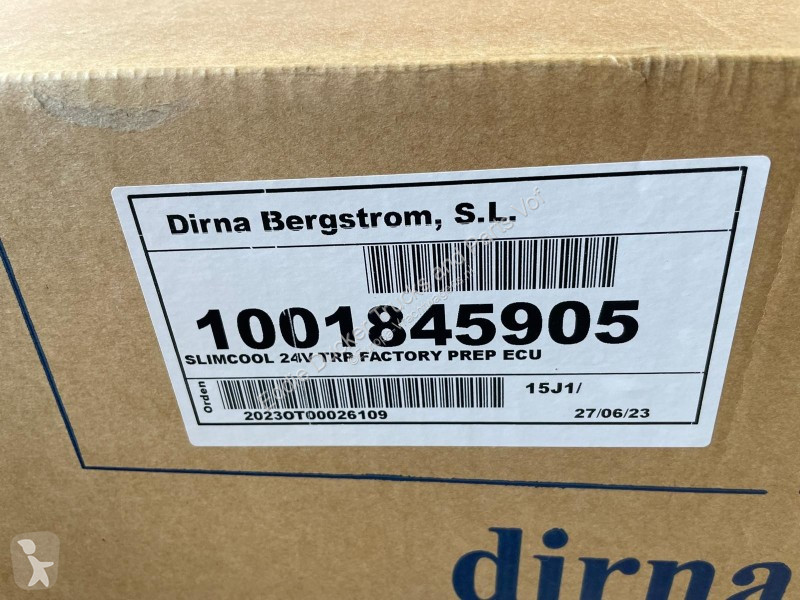 Dirna Bergstrom, S.L.
1001845905
SLIMCOOL 24V TRP FACTORY PREP ECU
Orden
2023OT00026109
15J1/
27/06/23
dirna